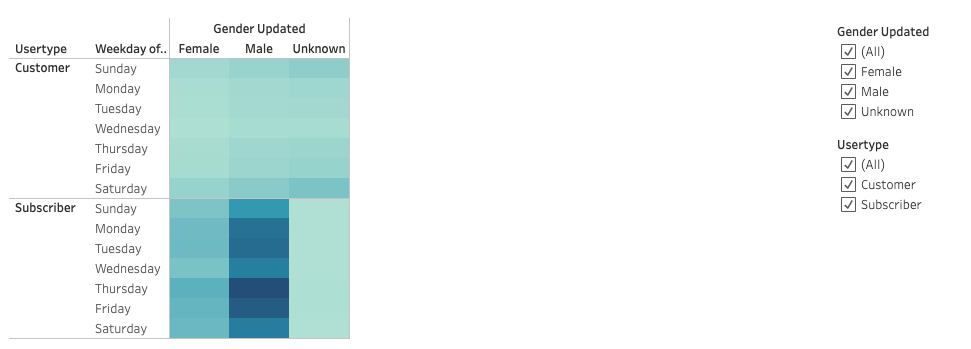 Gender Updated
Usertype Weekday of.. Female Male Unknown
Customer Sunday
Monday
Tuesday
Wednesday
Thursday
Friday
Saturday
Subscriber Sunday
Monday
Tuesday
Wednesday
Thursday
Friday
Saturday
Gender Updated
(All)
Female
Male
Unknown
Usertype
(All)
Customer
Subscriber